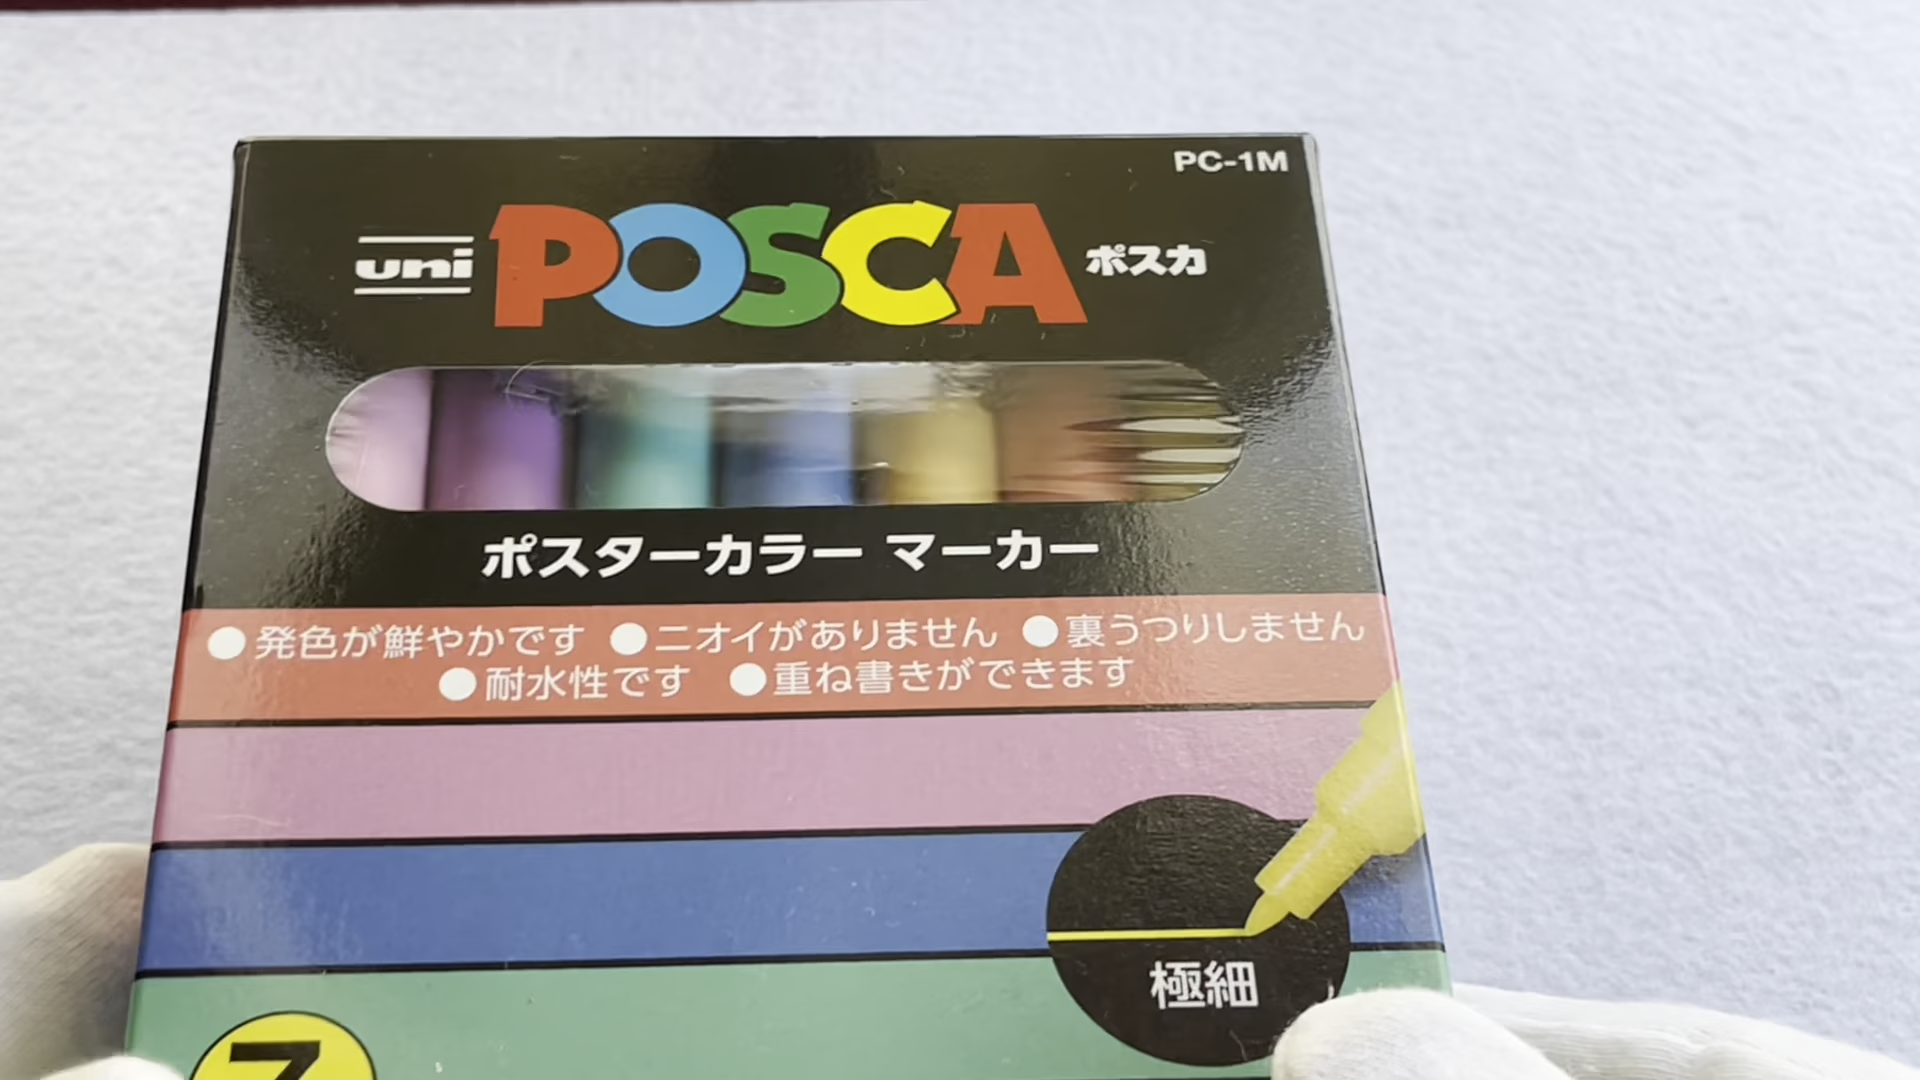 PC-1M
uni POSCA ポスカ
ポスターカラー マーカー
●発色が鮮やかです ●ニオイがありません ●裏うつりしません
●耐水性です ●重ね書きができます
極細
7